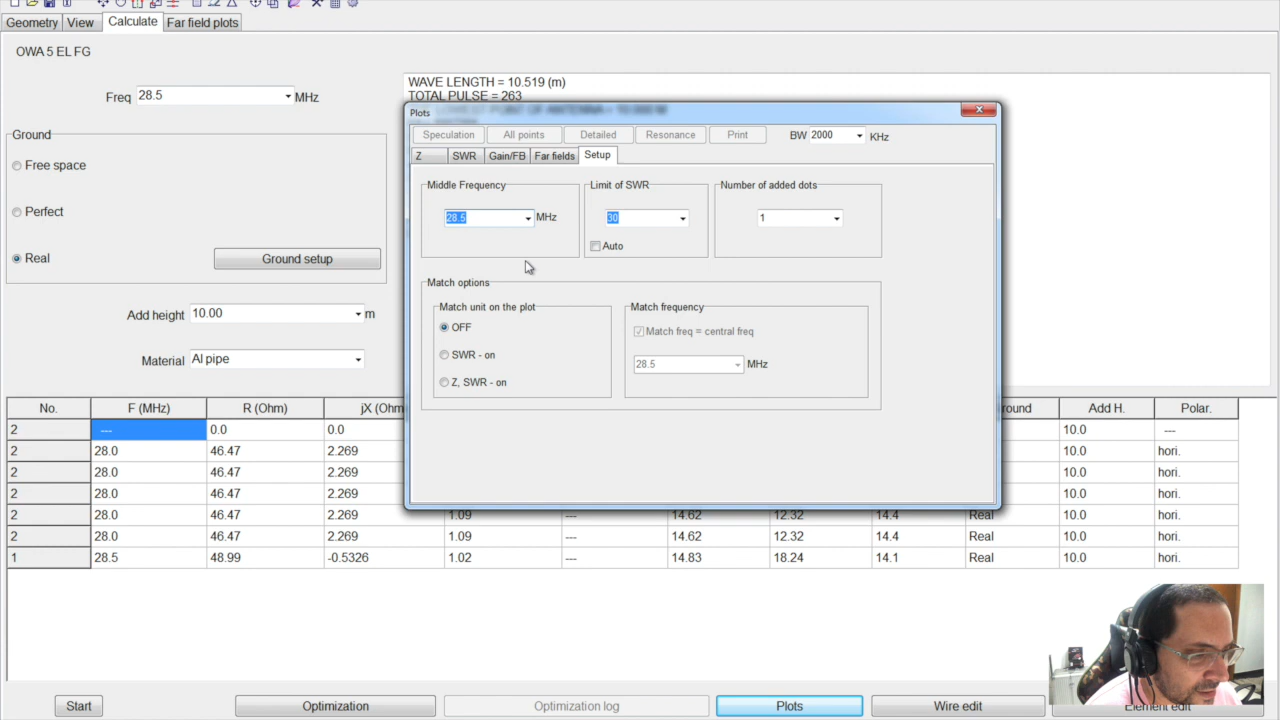 Geometry View Calculate Far field plots
OWA 5 EL FG
Freq 28.5 MHz
WAVE LENGTH = 10.519 (m)
TOTAL PULSE = 263
Ground
Free space
Perfect
Real Ground setup
Add height 10.00 m
Material Al pipe
Plots
Speculation All points Detailed Resonance Print BW 2000 KHz
Z SWR Gain/FB Far fields Setup
Middle Frequency Limit of SWR Number of added dots
28.5 MHz 30 1
Auto
Match options
Match unit on the plot Match frequency
OFF Match freq = central freq
SWR - on 28.5 MHz
Z, SWR - on
No. F (MHz) R (Ohm) jX (Ohm Add H. Polar.
2 --- 0.0 0.0 10.0 ---
2 28.0 46.47 2.269 10.0 hori.
2 28.0 46.47 2.269 10.0 hori.
2 28.0 46.47 2.269 10.0 hori.
2 28.0 46.47 2.269 1.09 --- 14.62 12.32 14.4 Real 10.0 hori.
2 28.0 46.47 2.269 1.09 --- 14.62 12.32 14.4 Real 10.0 hori.
1 28.5 48.99 -0.5326 1.02 --- 14.83 18.24 14.1 Real 10.0 hori.
Start Optimization Optimization log Plots Wire edit Element edit